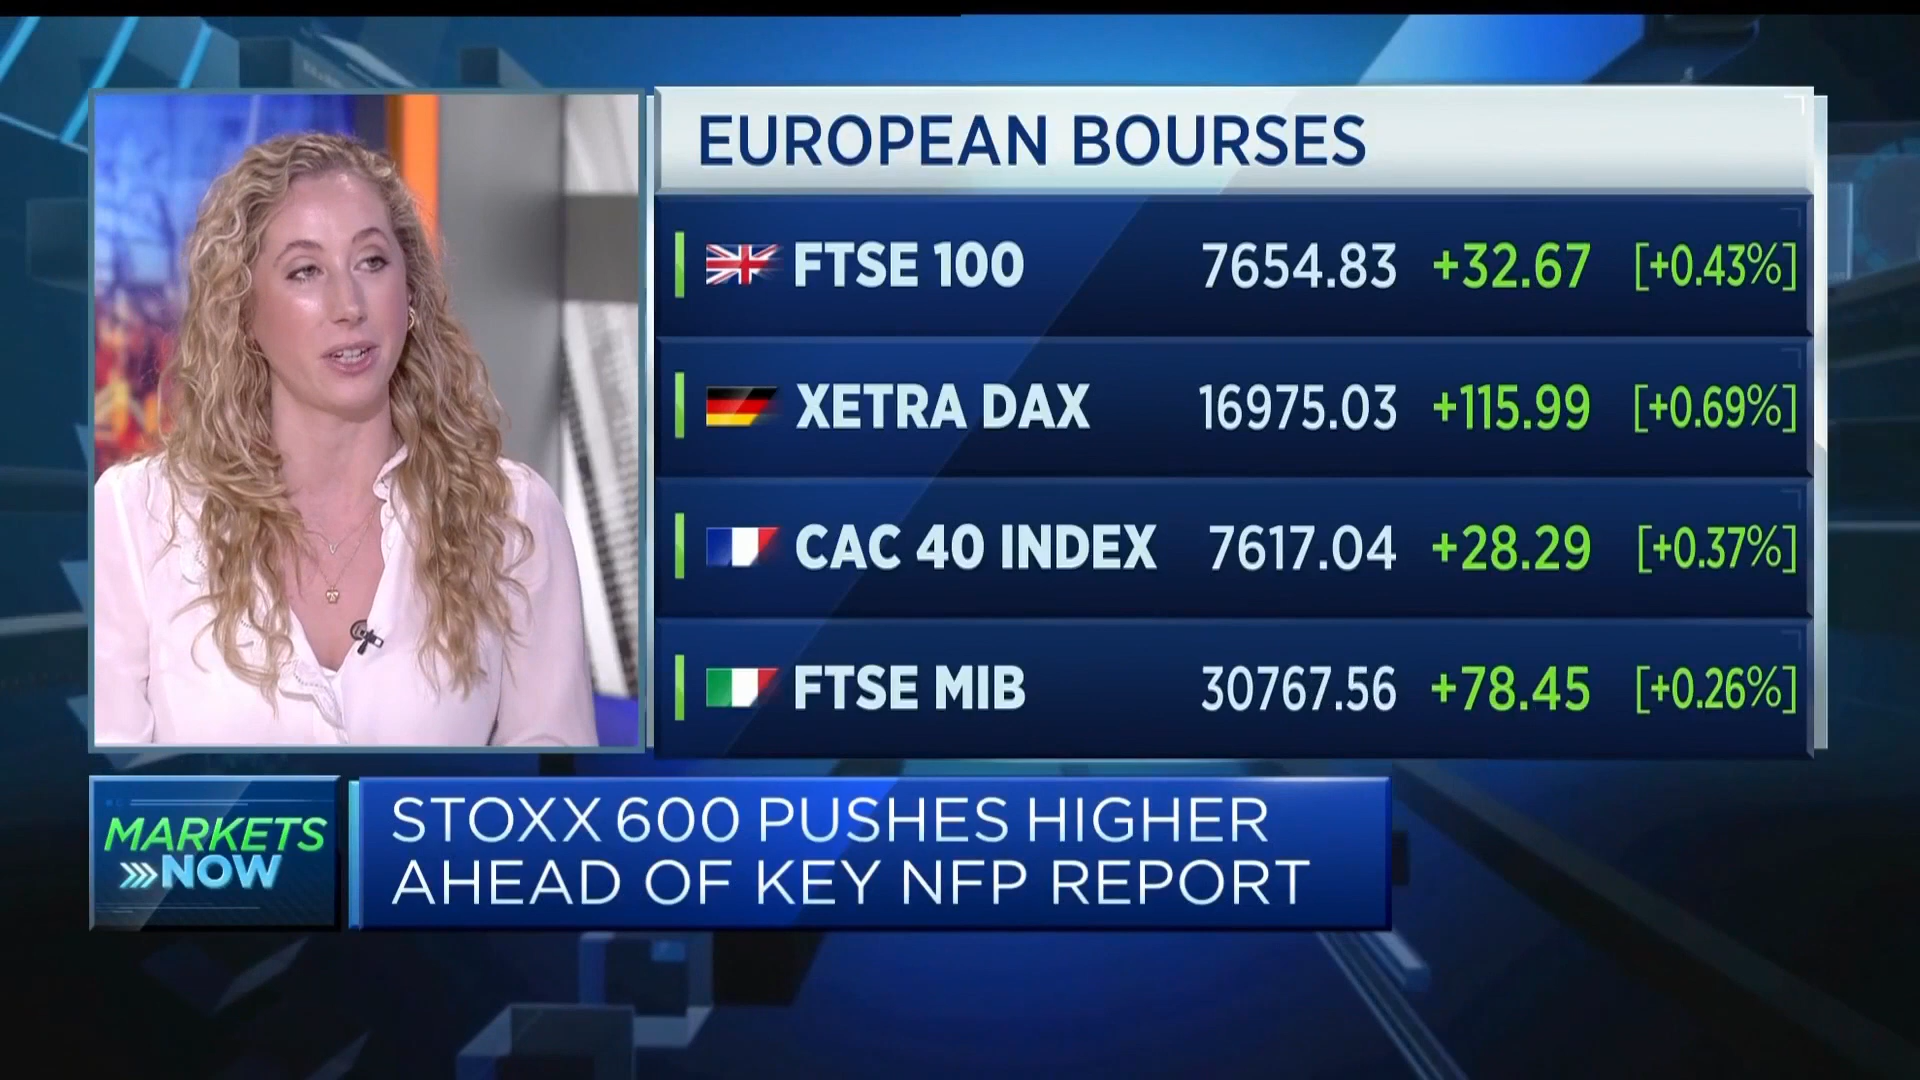 EUROPEAN BOURSES
FTSE 100 7654.83 +32.67 [+0.43%]
XETRA DAX 16975.03 +115.99 [+0.69%]
CAC 40 INDEX 7617.04 +28.29 [+0.37%]
FTSE MIB 30767.56 +78.45 [+0.26%]
MARKETS
NOW
STOXX 600 PUSHES HIGHER
AHEAD OF KEY NFP REPORT